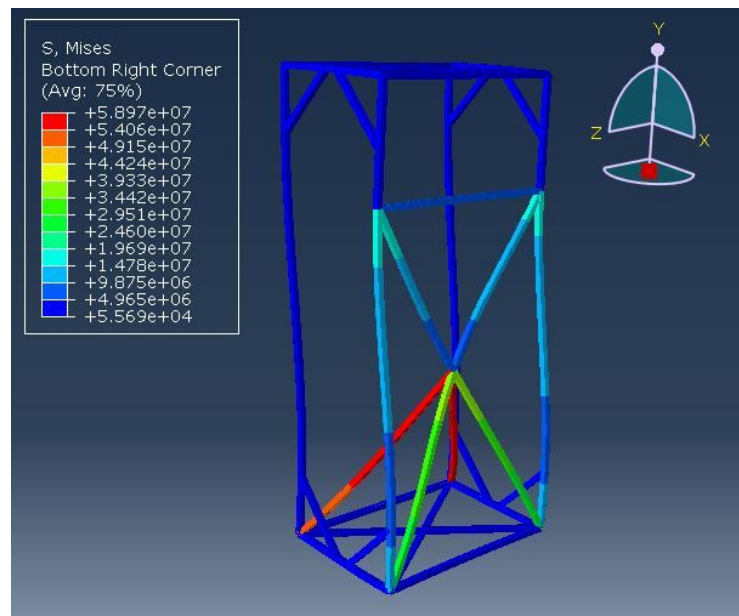 S, Mises
Bottom Right Corner
(Avg: 75%)
+5.897e+07
+5.406e+07
+4.915e+07
+4.424e+07
+3.933e+07
+3.442e+07
+2.951e+07
+2.460e+07
+1.969e+07
+1.478e+07
+9.875e+06
+4.965e+06
+5.569e+04
Y
Z
X